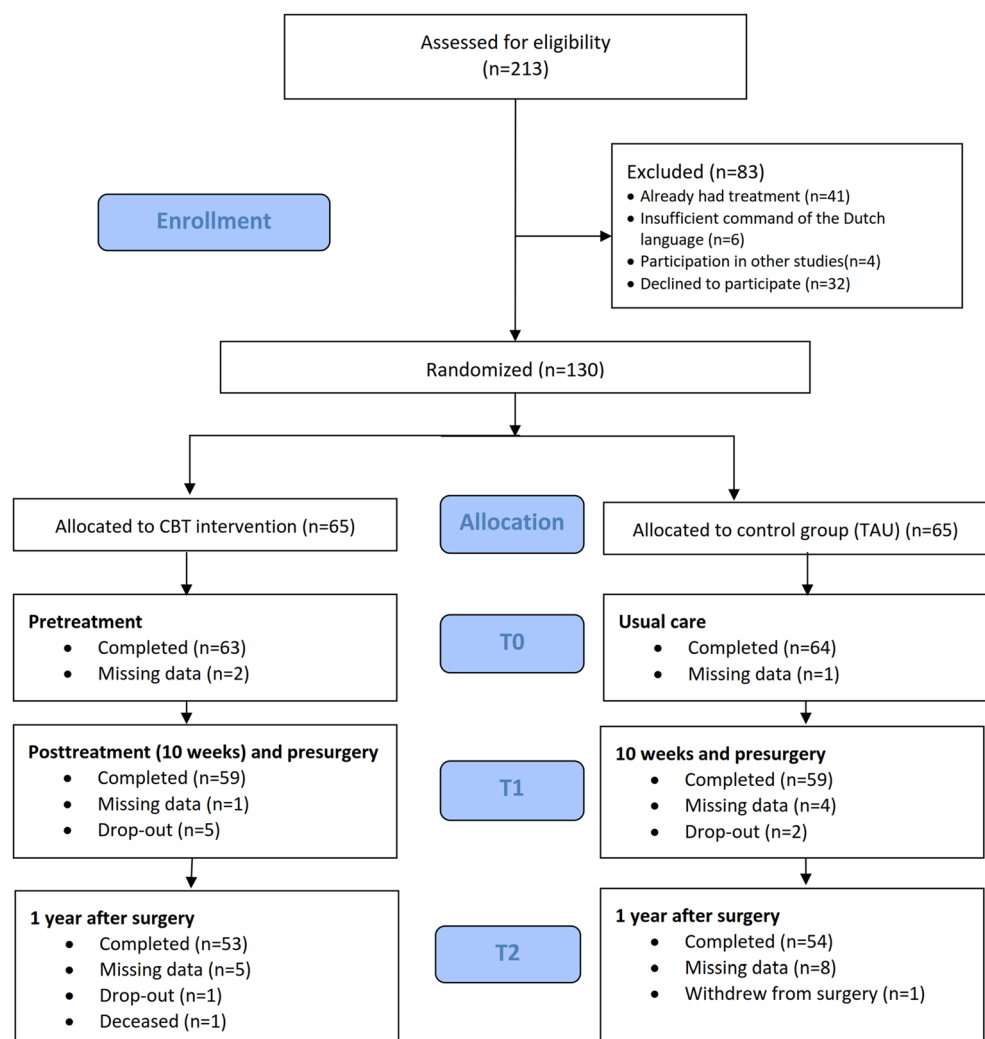 Assessed for eligibility
(n=213)
Excluded (n=83)
• Already had treatment (n=41)
• Insufficient command of the Dutch
language (n=6)
• Participation in other studies(n=4)
• Declined to participate (n=32)
Enrollment
Randomized (n=130)
Allocated to CBT intervention (n=65)
Allocation
Allocated to control group (TAU) (n=65)
Pretreatment
• Completed (n=63)
• Missing data (n=2)
T0
Usual care
• Completed (n=64)
• Missing data (n=1)
Posttreatment (10 weeks) and presurgery
• Completed (n=59)
• Missing data (n=1)
• Drop-out (n=5)
T1
10 weeks and presurgery
• Completed (n=59)
• Missing data (n=4)
• Drop-out (n=2)
1 year after surgery
• Completed (n=53)
• Missing data (n=5)
• Drop-out (n=1)
• Deceased (n=1)
T2
1 year after surgery
• Completed (n=54)
• Missing data (n=8)
• Withdrew from surgery (n=1)